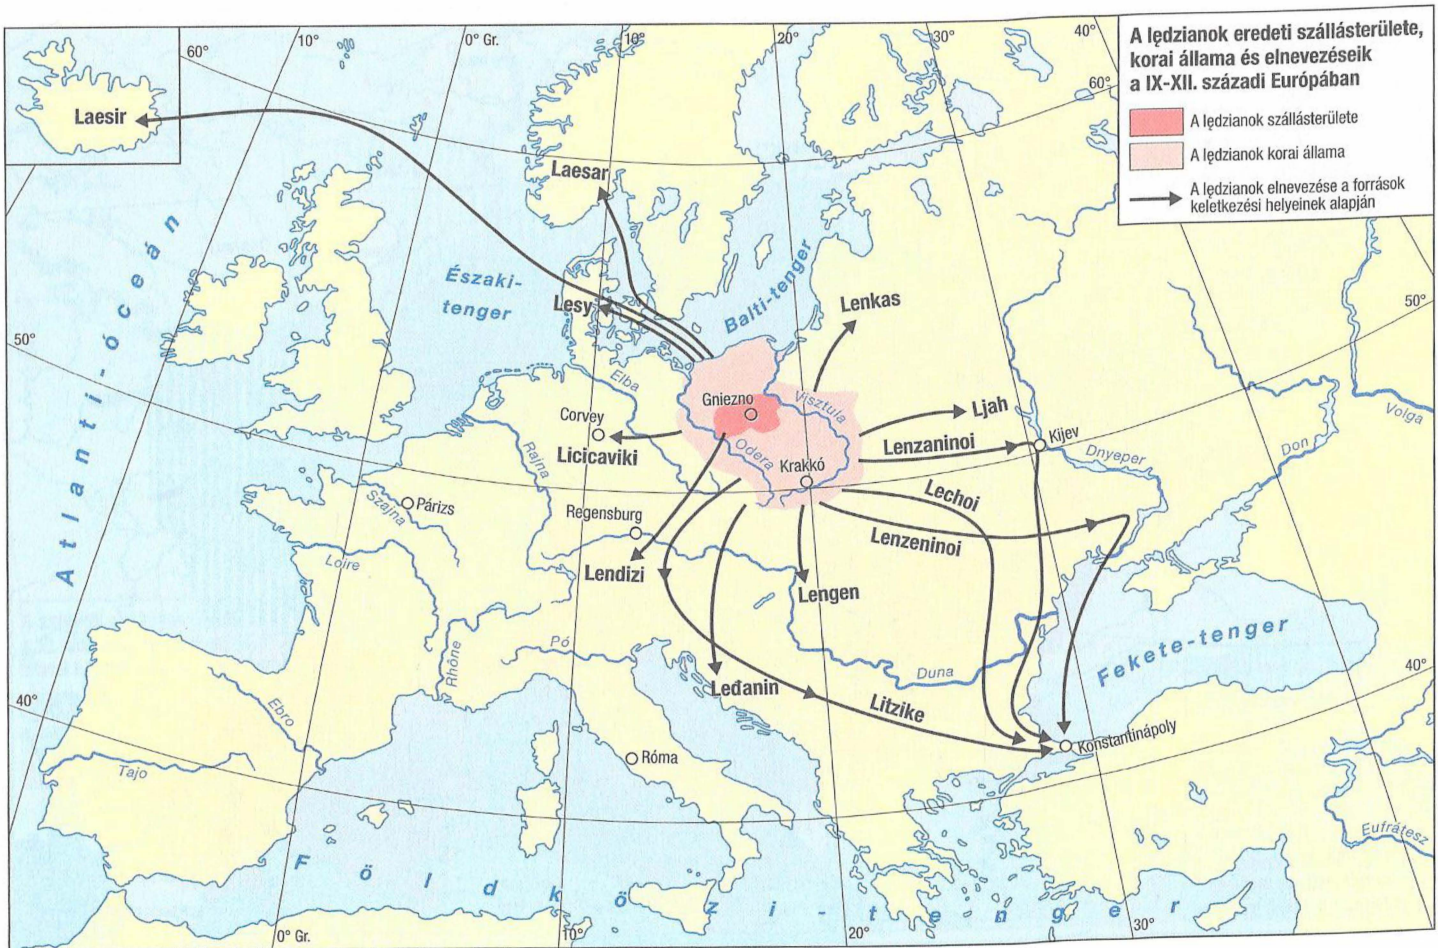 60°
10°
0° Gr.
10°
20°
30°
40°
A lędzianok eredeti szállásterülete,
korai állama és elnevezéseik
a IX-XII. századi Európában
A lędzianok szállásterülete
A lędzianok korai állama
A lędzianok elnevezése a források
keletkezési helyeinek alapján
60°
Laesir
Laesar
Atlanti-óceán
Északi-
tenger
Balti-tenger
Lesy
Lenkas
50°
50°
Elba
Gniezno
Visztula
Corvey
Licicaviki
Rajna
Odera
Krakkó
Ljah
Lenzaninoi
Kijev
Dnyeper
Don
Volga
Szajna
Párizs
Regensburg
Lechoi
Lenzeninoi
Loire
Lendizi
Lengen
Pó
Rhône
Duna
Fekete-tenger
Leđanin
Litzike
40°
40°
Ebro
Tajo
Róma
Konstantinápoly
Eufrátesz
Földközi-tenger
0° Gr.
10°
20°
30°